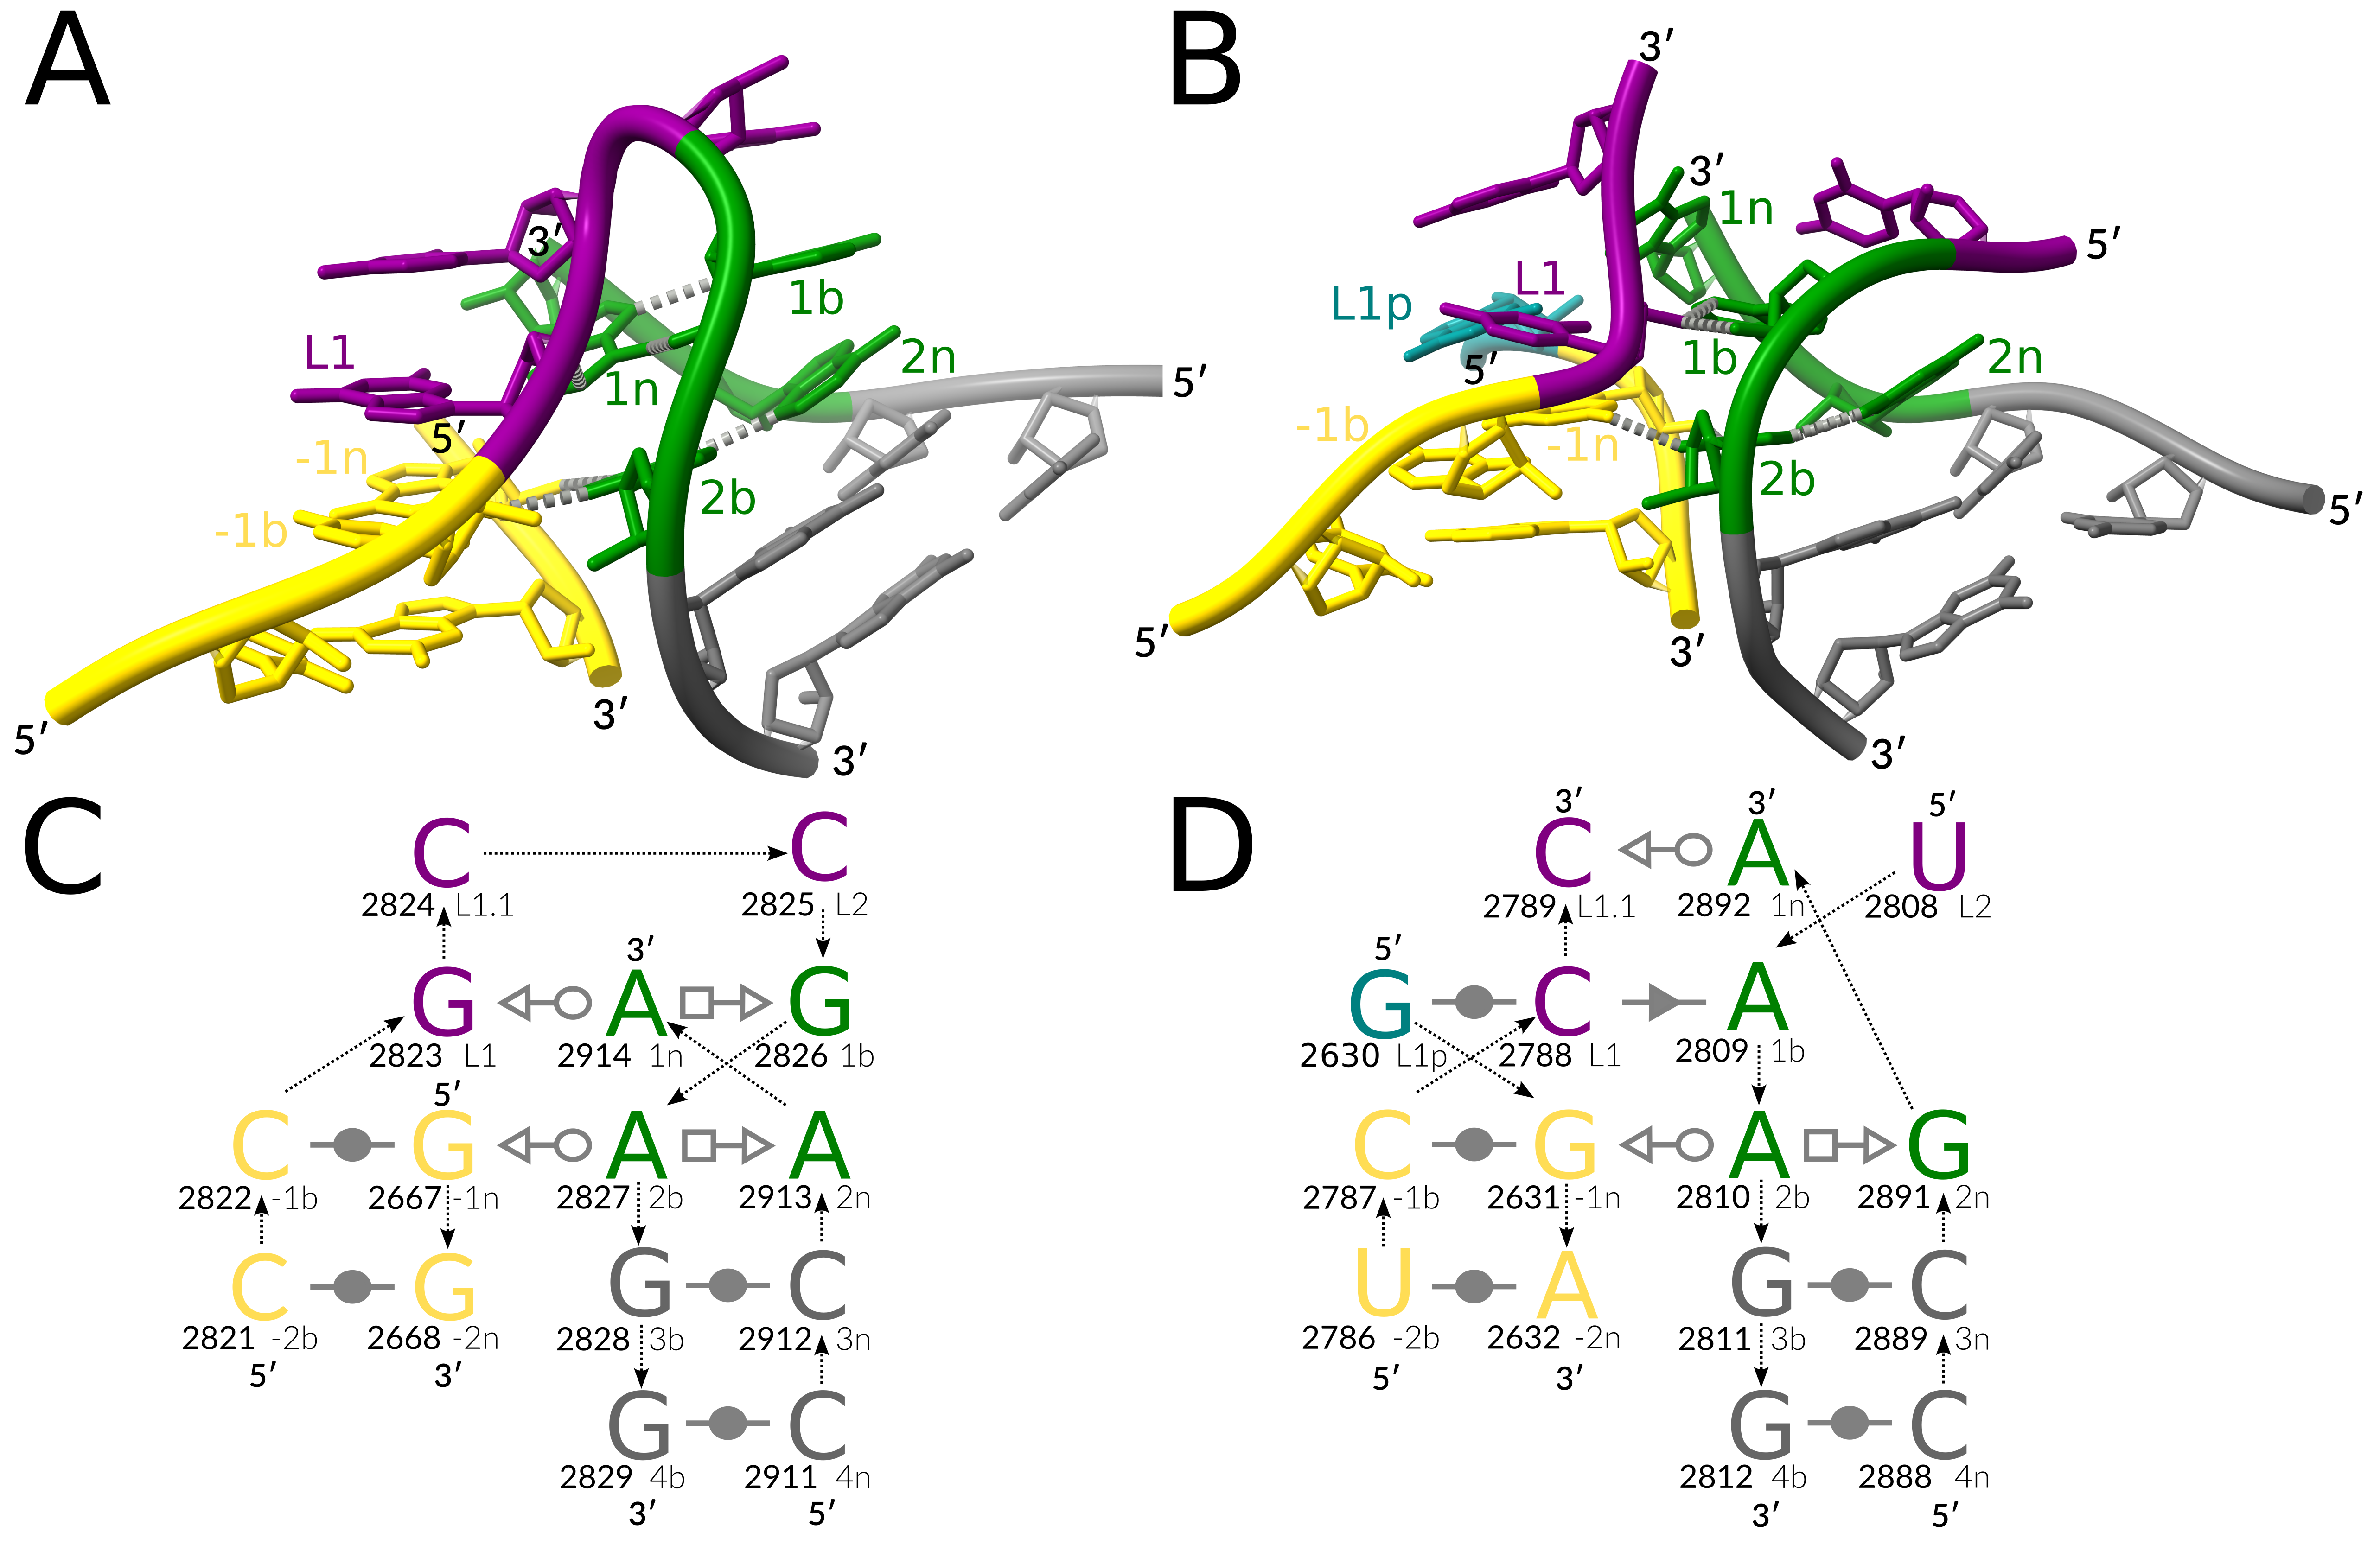 A
B
3′
3′
3′
1n
5′
1b
L1
L1p
L1
2n
1n
1b
2n
5′
5′
5′
-1n
-1b
-1n
2b
2b
-1b
5′
5′
3′
3′
5′
3′
3′
C
D
3′ 3′ 5′
C C
C A U
2824 L1.1 2825 L2
2789 L1.1 2892 1n 2808 L2
3′
5′
G A G
G C A
2823 L1 2914 1n 2826 1b
2630 L1p 2788 L1 2809 1b
5′
C G A A
C G A G
2822 -1b 2667 -1n 2827 2b 2913 2n
2787 -1b 2631 -1n 2810 2b 2891 2n
C G G C
U A G C
2821 -2b 2668 -2n 2828 3b 2912 3n
2786 -2b 2632 -2n 2811 3b 2889 3n
5′ 3′
5′ 3′
G C
G C
2829 4b 2911 4n
2812 4b 2888 4n
3′ 5′
3′ 5′